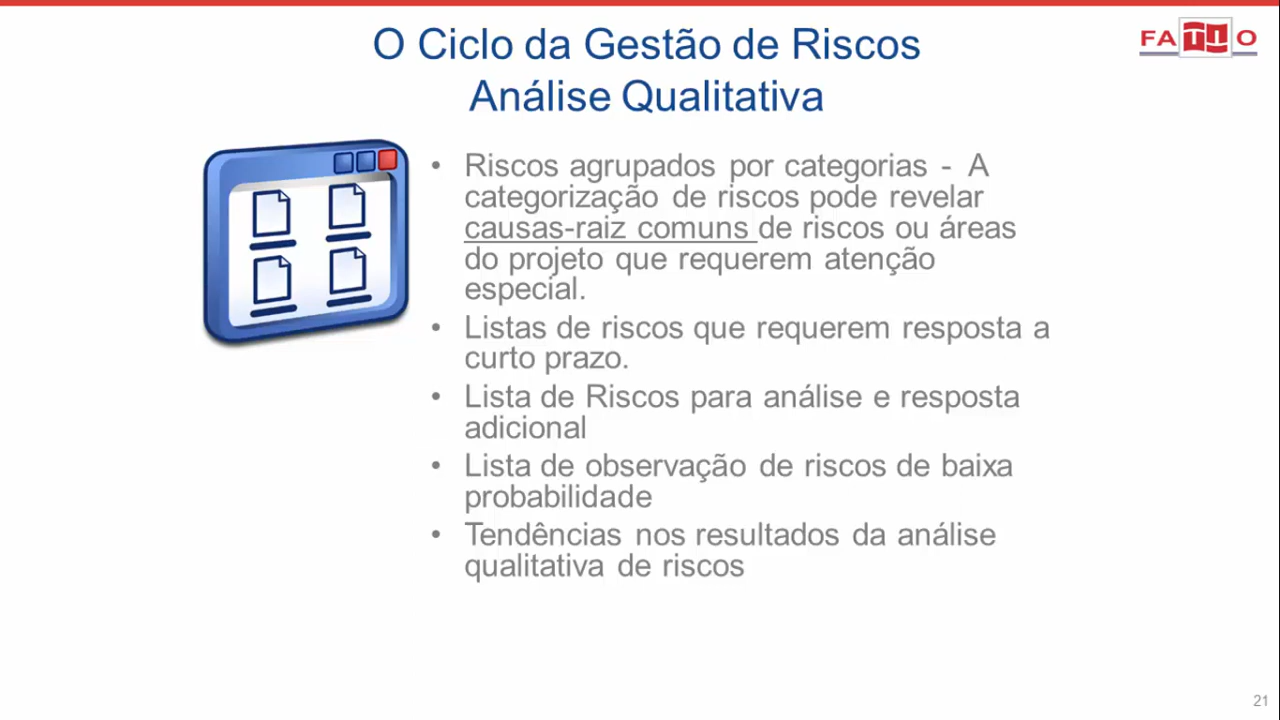 O Ciclo da Gestão de Riscos
Análise Qualitativa
FATTO
• Riscos agrupados por categorias - A
categorização de riscos pode revelar
causas-raiz comuns de riscos ou áreas
do projeto que requerem atenção
especial.
• Listas de riscos que requerem resposta a
curto prazo.
• Lista de Riscos para análise e resposta
adicional
• Lista de observação de riscos de baixa
probabilidade
• Tendências nos resultados da análise
qualitativa de riscos
21